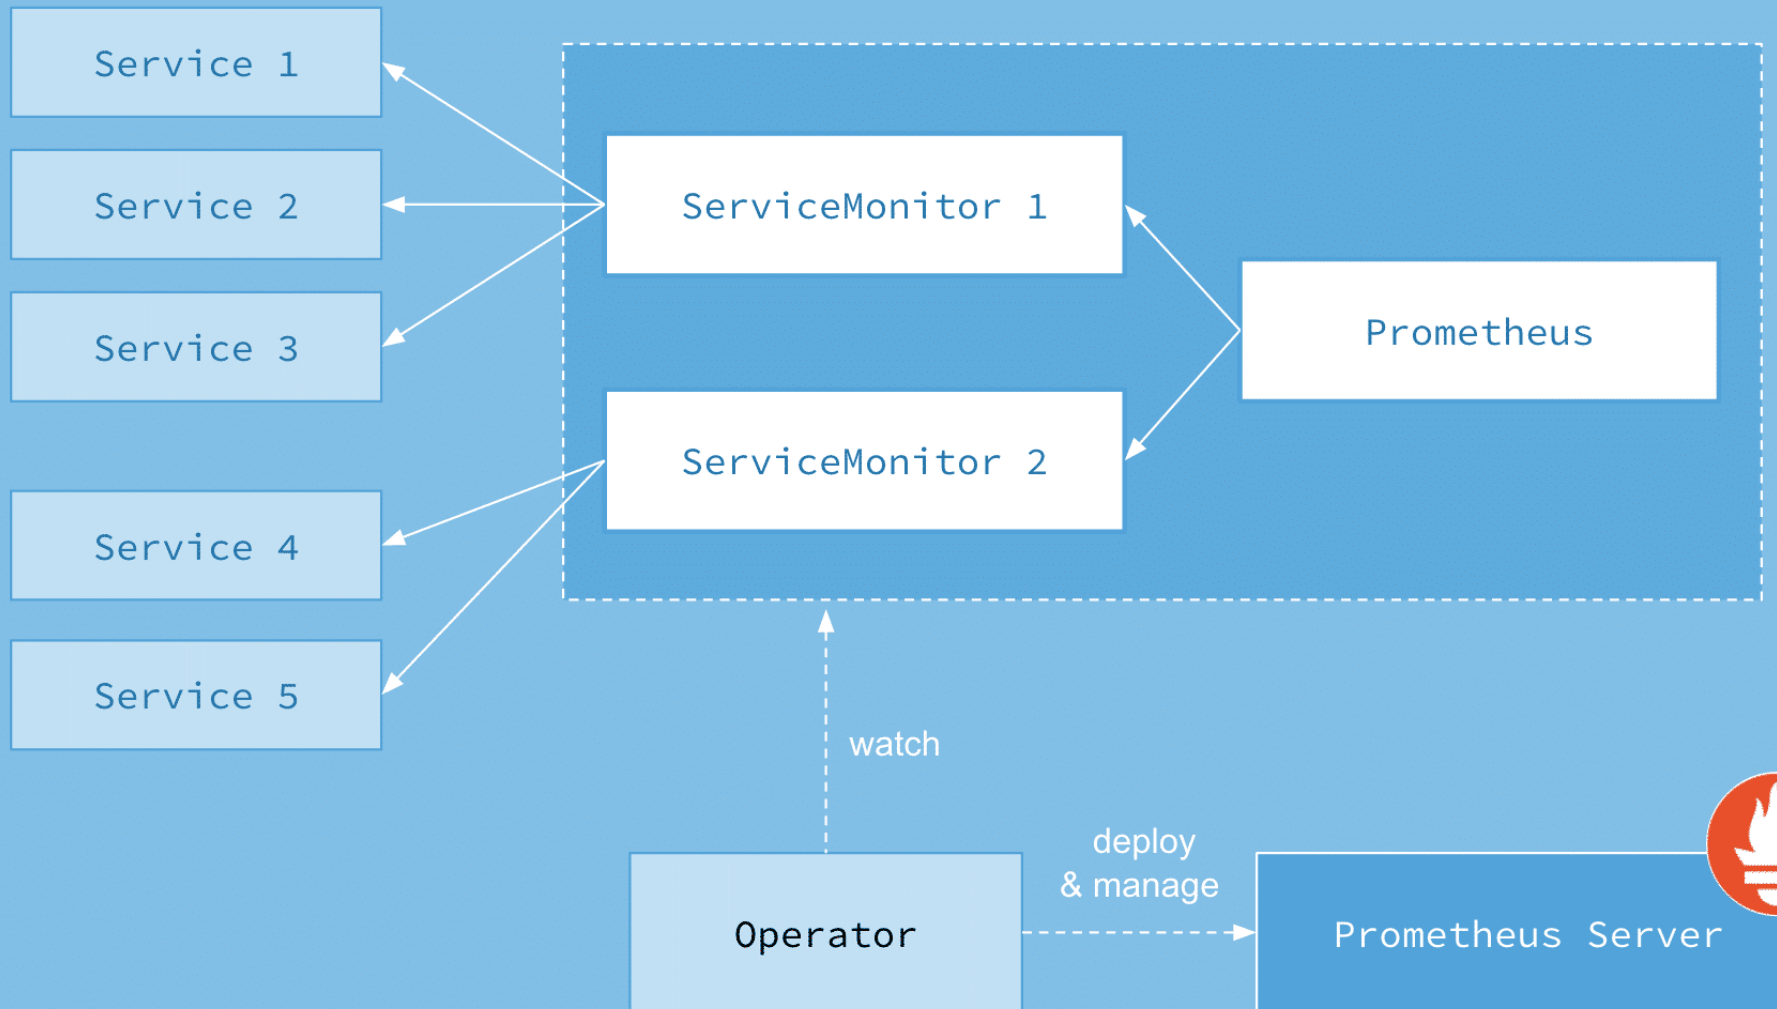 Service 1
Service 2
Service 3
Service 4
Service 5
ServiceMonitor 1
ServiceMonitor 2
Prometheus
watch
deploy
& manage
Operator
Prometheus Server